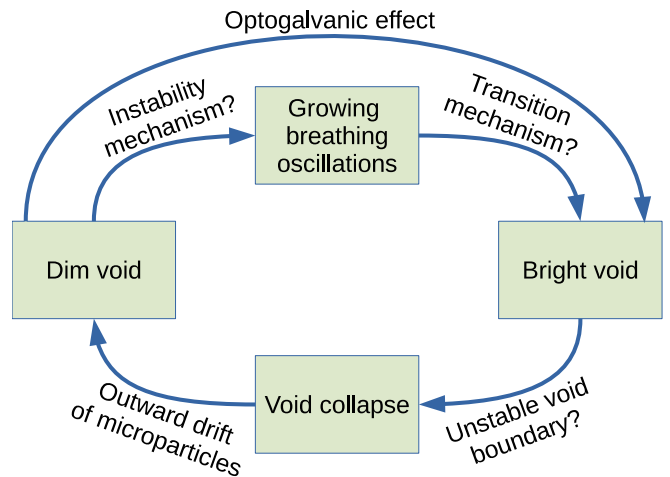 Optogalvanic effect
Instability
mechanism?
Growing
breathing
oscillations
Transition
mechanism?
Dim void
Bright void
Outward drift
of microparticles
Void collapse
Unstable void
boundary?